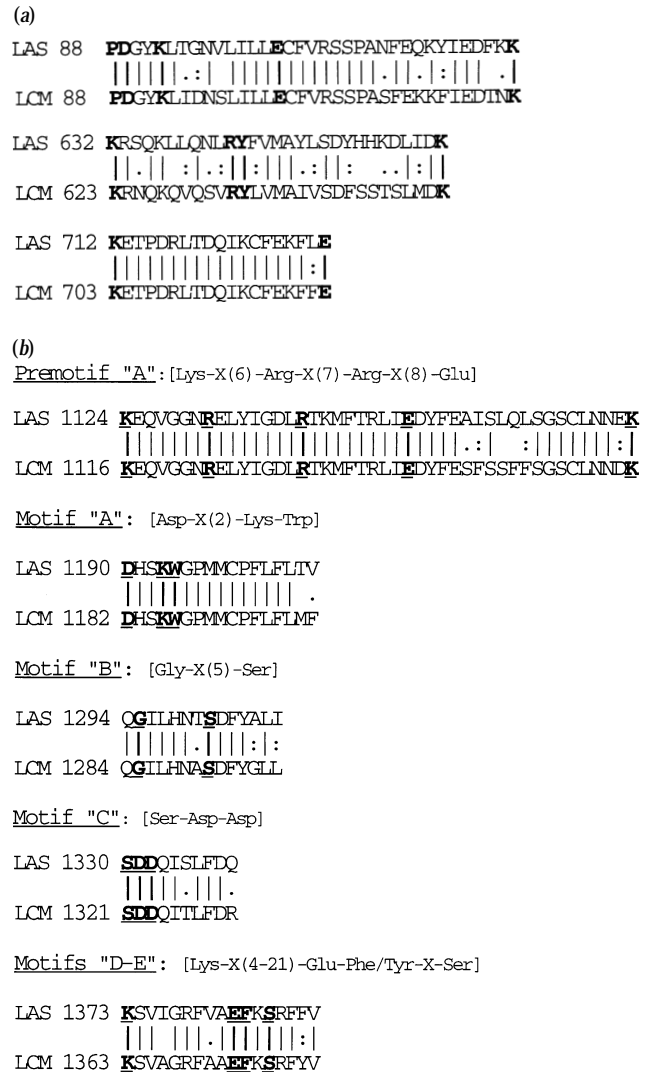 (a)
LAS 88 PDGYKLTGNVLILLECFVRSSPANFEQKYIEDFKK
|||||.:| ||||||||||||||.||.|:||| .|
LCM 88 PDGYKLIDNSLILLECFVRSSPASFEKKFIEDTNK
LAS 632 KRSQKLLQNLRYFVMAYLSDYHHKDLIDK
||.| :|.:||:|||.:||: ..|:||
LCM 623 KRNQKQVQSVRYLVMAIVSDFSSTSLMDK
LAS 712 KETPDRLTDQIKCFEKFLE
|||||||||||||||||:|
LCM 703 KETPDRLTDQIKCFEKFFE
(b)
Premotif "A":[Lys-X(6)-Arg-X(7)-Arg-X(8)-Glu]
LAS 1124 KEQVGGNRELYIGDLRTKMFTRLIEDYFEAISLQLSGSCLNNEK
|||||||||||||||||||||||||||||.:| :|||||||:|
LCM 1116 KEQVGGNRELYIGDLRTKMFTRLIEDYFESFSSFFSGSCLNNDK
Motif "A": [Asp-X(2)-Lys-Trp]
LAS 1190 DHSKWGPMMCPFLFLTV
||||||||||||||| .
LCM 1182 DHSKWGPMMCPFLFLMF
Motif "B": [Gly-X(5)-Ser]
LAS 1294 QGILHNTSDFYALI
||||||.||||:|:
LCM 1284 QGILHNASDFYGLL
Motif "C": [Ser-Asp-Asp]
LAS 1330 SDDQISLFDQ
|||||.|||.
LCM 1321 SDDQITLFDR
Motifs "D-E": [Lys-X(4-21)-Glu-Phe/Tyr-X-Ser]
LAS 1373 KSVIGRFVAEFKSRFFV
||| |||.||||||||:|
LCM 1363 KSVAGRFAAEFKSRFYV